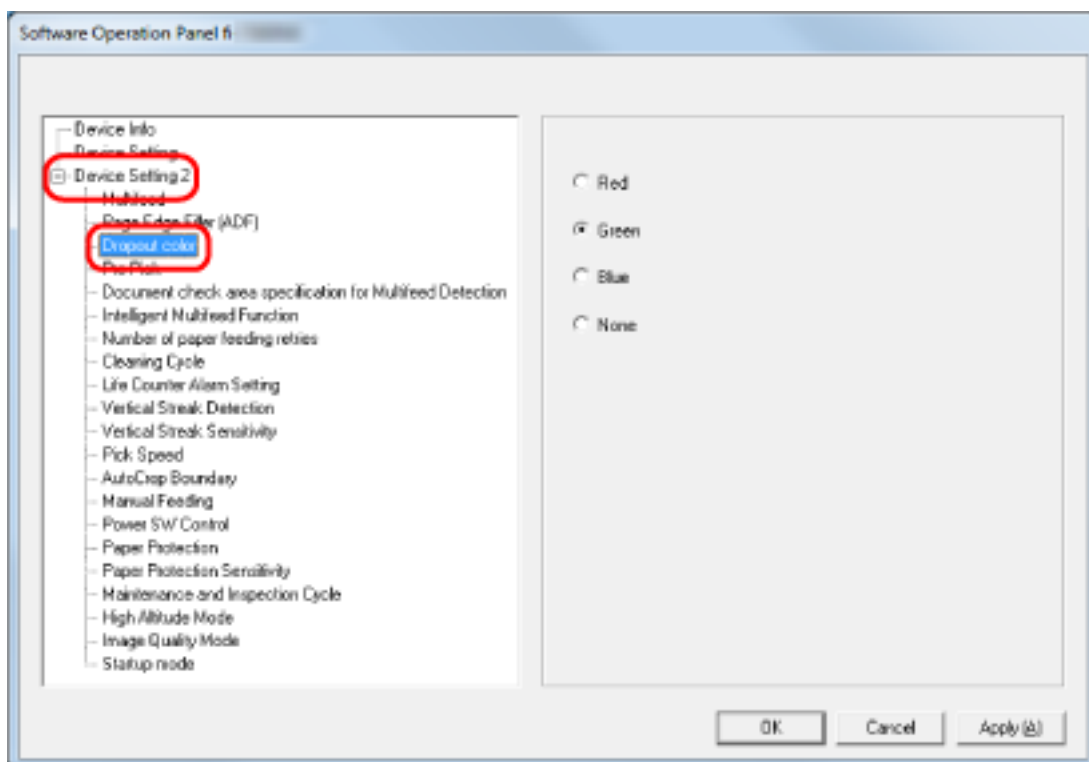 Software Operation Panel fi
Device Info
Device Setting
Device Setting 2
Multifeed
Page Edge Filler (ADF)
Dropout color
Pre-Pick
Document check area specification for Multifeed Detection
Intelligent Multifeed Function
Number of paper feeding retries
Cleaning Cycle
Life Counter Alarm Setting
Vertical Streak Detection
Vertical Streak Sensitivity
Pick Speed
AutoCrop Boundary
Manual Feeding
Power SW Control
Paper Protection
Paper Protection Sensitivity
Maintenance and Inspection Cycle
High Altitude Mode
Image Quality Mode
Startup mode
Red
Green
Blue
None
OK
Cancel
Apply (A)